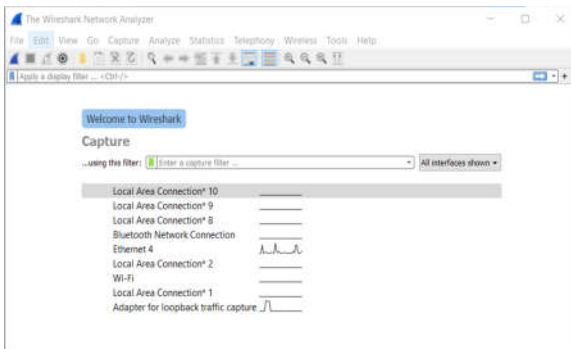 The Wireshark Network Analyzer
File Edit View Go Capture Analyze Statistics Telephony Wireless Tools Help
Apply a display filter ... <Ctrl-/>
Welcome to Wireshark
Capture
...using this filter: Enter a capture filter ... All interfaces shown
Local Area Connection* 10
Local Area Connection* 9
Local Area Connection* 8
Bluetooth Network Connection
Ethernet 4
Local Area Connection* 2
Wi-Fi
Local Area Connection* 1
Adapter for loopback traffic capture